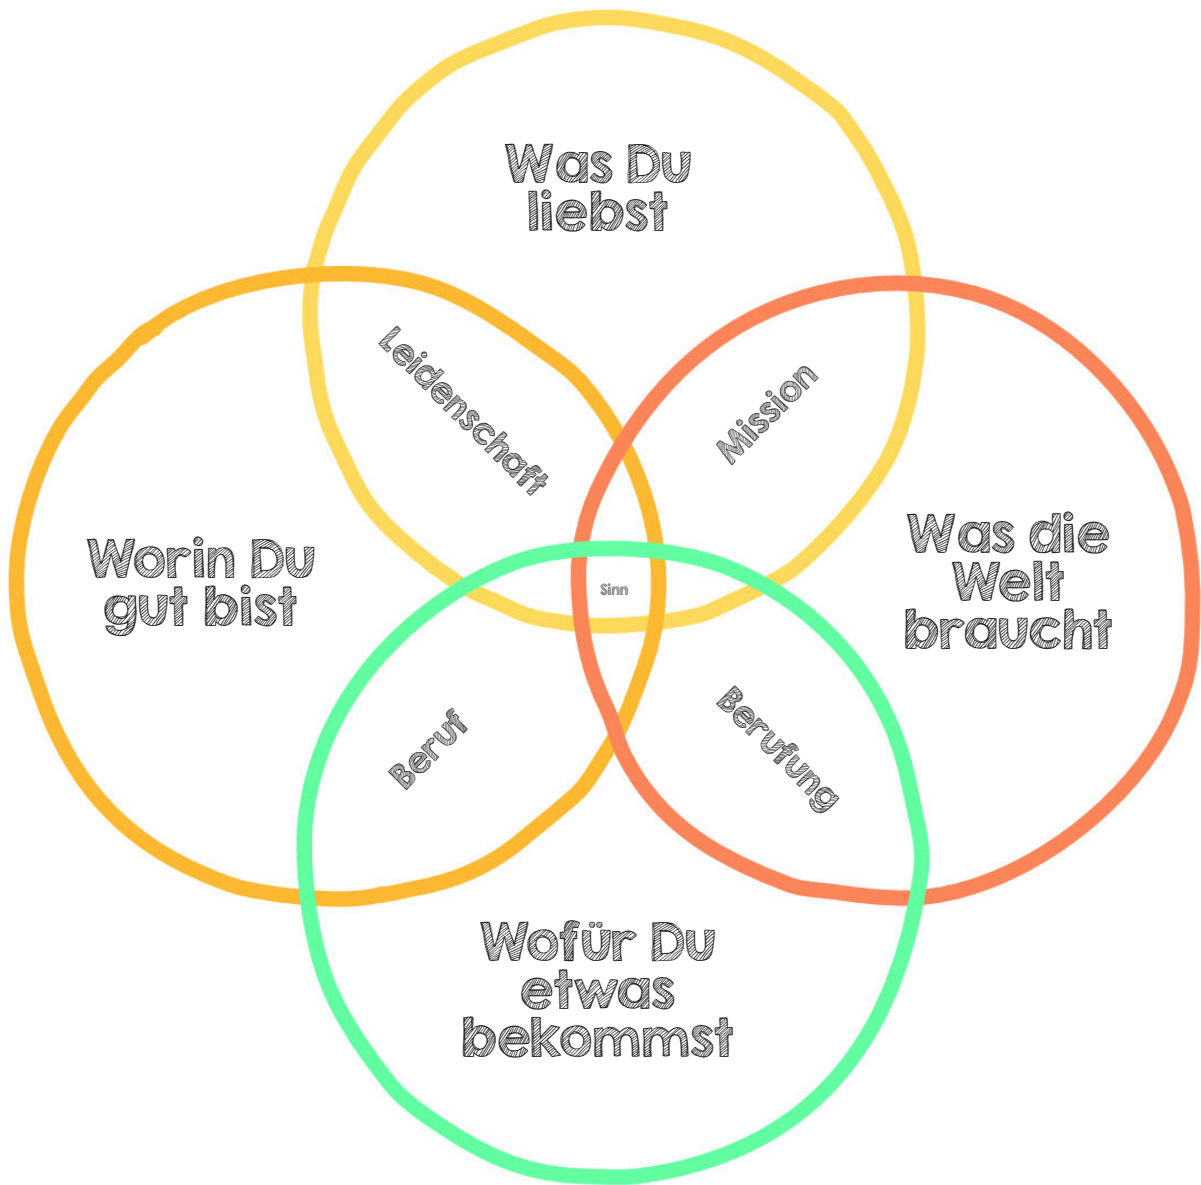 Was Du
liebst
Leidenschaft
Mission
Worin Du
gut bist
Sinn
Was die
Welt
braucht
Beruf
Berufung
Wofür Du
etwas
bekommst